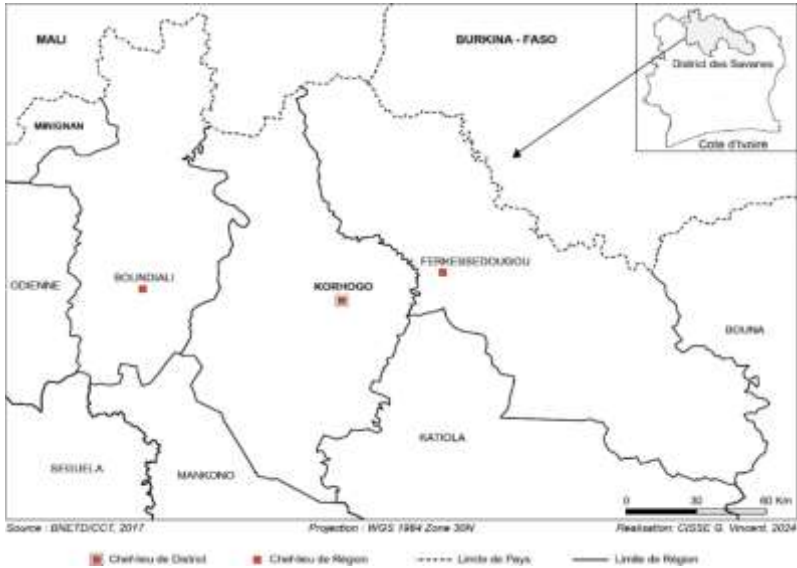 MALI
BURKINA - FASO
District des Savanes
Cote d'Ivoire
MINIGNAN
ODIENNE
BOUNDIALI
KORHOGO
FERKESSEDOUGOU
BOUNA
SEGUELA
MANKONO
KATIOLA
0 30 60 Km
Source : BNETD/CCT, 2017
Projection : WGS 1984 Zone 30N
Realisation: CISSE G. Vincent, 2024
Chef-lieu de District
Chef-lieu de Région
Limite de Pays
Limite de Région